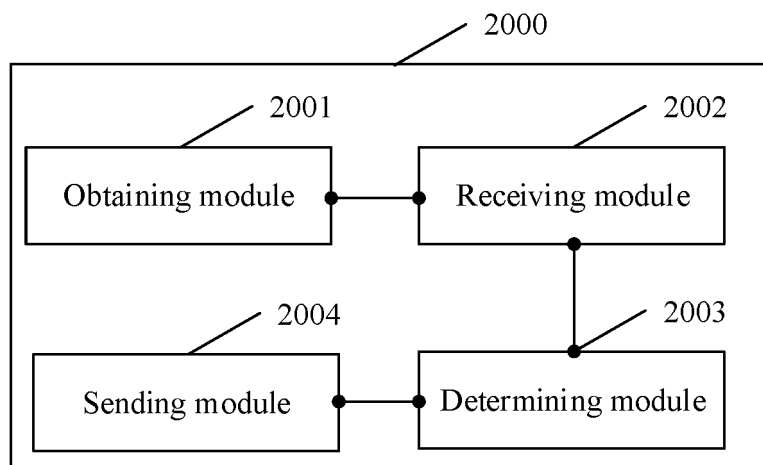 2000
2001
2002
Obtaining module
Receiving module
2004
2003
Sending module
Determining module